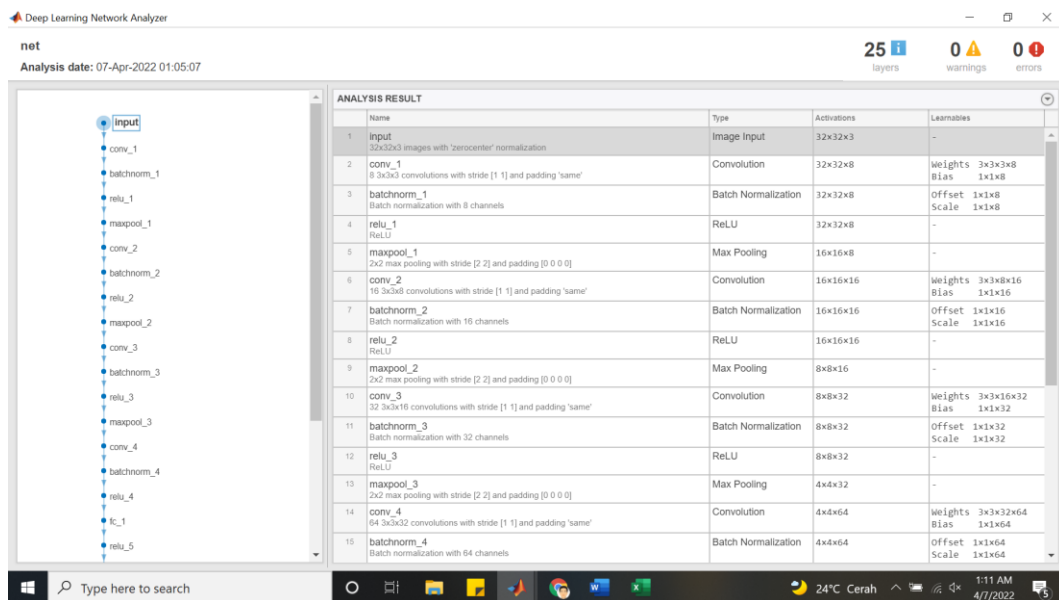 Deep Learning Network Analyzer
net
Analysis date: 07-Apr-2022 01:05:07
25 i
layers
0
warnings
0
errors
input
conv_1
batchnorm_1
relu_1
maxpool_1
conv_2
batchnorm_2
relu_2
maxpool_2
conv_3
batchnorm_3
relu_3
maxpool_3
conv_4
batchnorm_4
relu_4
fc_1
relu_5
ANALYSIS RESULT
Name Type Activations Learnables
1 input Image Input 32×32×3 -
32x32x3 images with 'zerocenter' normalization
2 conv_1 Convolution 32×32×8 Weights 3×3×3×8
8 3x3x3 convolutions with stride [1 1] and padding 'same' Bias 1×1×8
3 batchnorm_1 Batch Normalization 32×32×8 Offset 1×1×8
Batch normalization with 8 channels Scale 1×1×8
4 relu_1 ReLU 32×32×8 -
ReLU
5 maxpool_1 Max Pooling 16×16×8 -
2x2 max pooling with stride [2 2] and padding [0 0 0 0]
6 conv_2 Convolution 16×16×16 Weights 3×3×8×16
16 3x3x8 convolutions with stride [1 1] and padding 'same' Bias 1×1×16
7 batchnorm_2 Batch Normalization 16×16×16 Offset 1×1×16
Batch normalization with 16 channels Scale 1×1×16
8 relu_2 ReLU 16×16×16 -
ReLU
9 maxpool_2 Max Pooling 8×8×16 -
2x2 max pooling with stride [2 2] and padding [0 0 0 0]
10 conv_3 Convolution 8×8×32 Weights 3×3×16×32
32 3x3x16 convolutions with stride [1 1] and padding 'same' Bias 1×1×32
11 batchnorm_3 Batch Normalization 8×8×32 Offset 1×1×32
Batch normalization with 32 channels Scale 1×1×32
12 relu_3 ReLU 8×8×32 -
ReLU
13 maxpool_3 Max Pooling 4×4×32 -
2x2 max pooling with stride [2 2] and padding [0 0 0 0]
14 conv_4 Convolution 4×4×64 Weights 3×3×32×64
64 3x3x32 convolutions with stride [1 1] and padding 'same' Bias 1×1×64
15 batchnorm_4 Batch Normalization 4×4×64 Offset 1×1×64
Batch normalization with 64 channels Scale 1×1×64
Type here to search
24°C Cerah
1:11 AM
4/7/2022
5